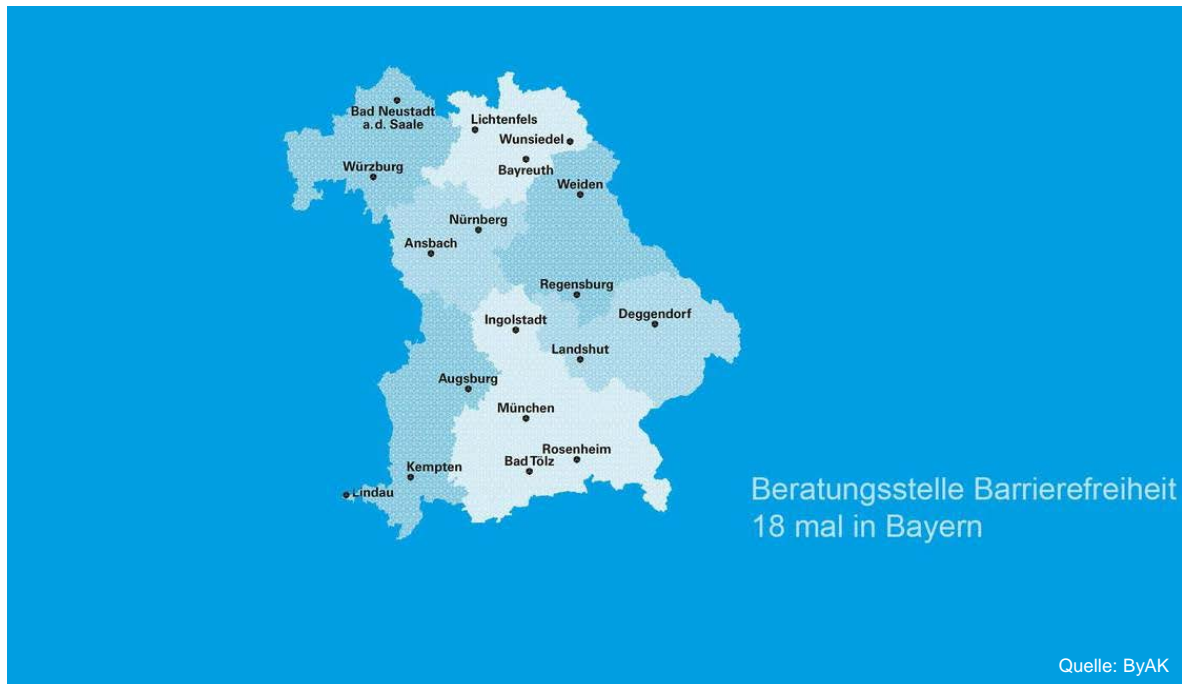 Bad Neustadt
a.d. Saale
Lichtenfels
Wunsiedel
Bayreuth
Würzburg
Weiden
Nürnberg
Ansbach
Regensburg
Deggendorf
Ingolstadt
Landshut
Augsburg
München
Rosenheim
Bad Tölz
Kempten
Lindau
Beratungsstelle Barrierefreiheit
18 mal in Bayern
Quelle: ByAK